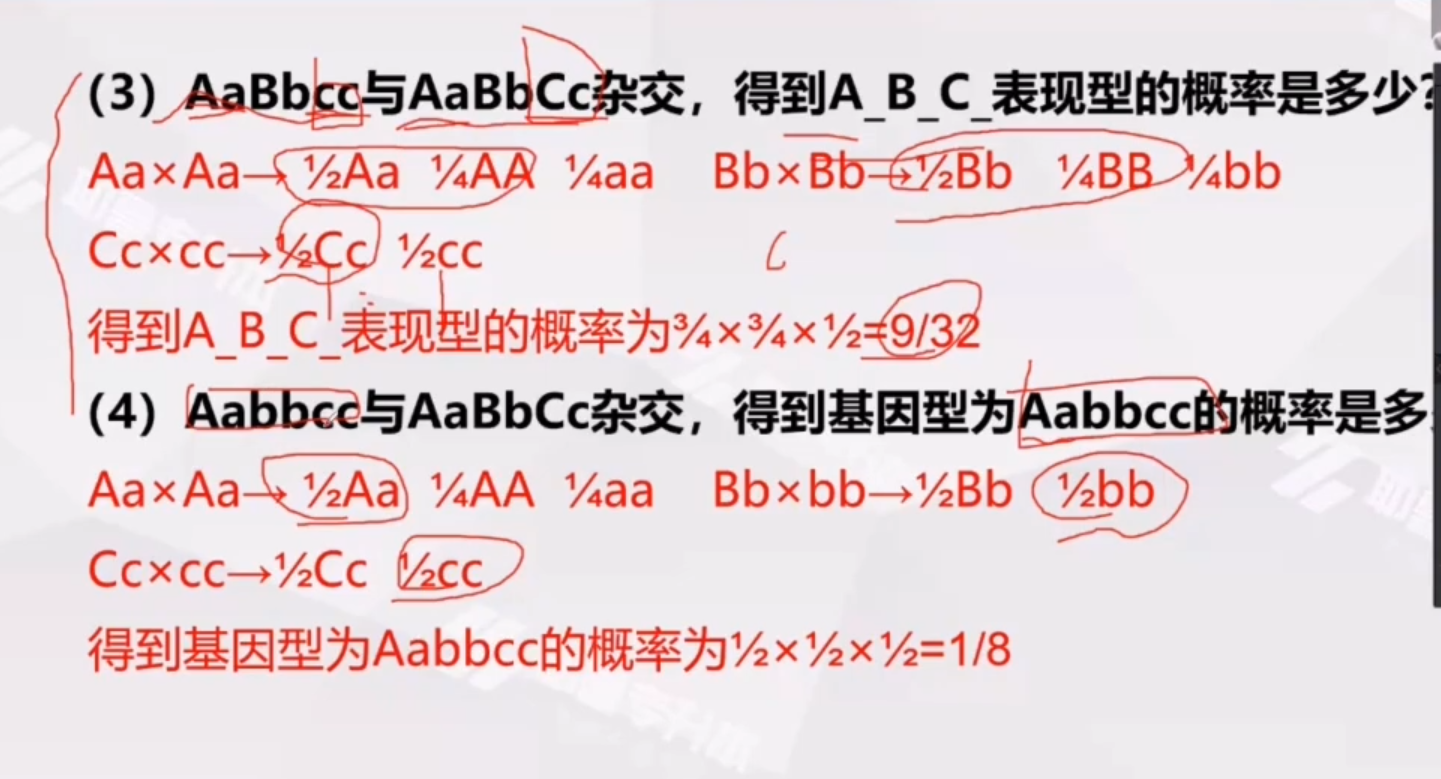 （3）AaBbcc与AaBbCc杂交，得到A_B_C_表现型的概率是多少?
Aa×Aa→ ½Aa ¼AA ¼aa Bb×Bb→½Bb ¼BB ¼bb
Cc×cc→½Cc ½cc
得到A_B_C_表现型的概率为¾×¾×½=9/32
（4）Aabbcc与AaBbCc杂交，得到基因型为Aabbcc的概率是多
Aa×Aa→ ½Aa ¼AA ¼aa Bb×bb→½Bb ½bb
Cc×cc→½Cc ½cc
得到基因型为Aabbcc的概率为½×½×½=1/8